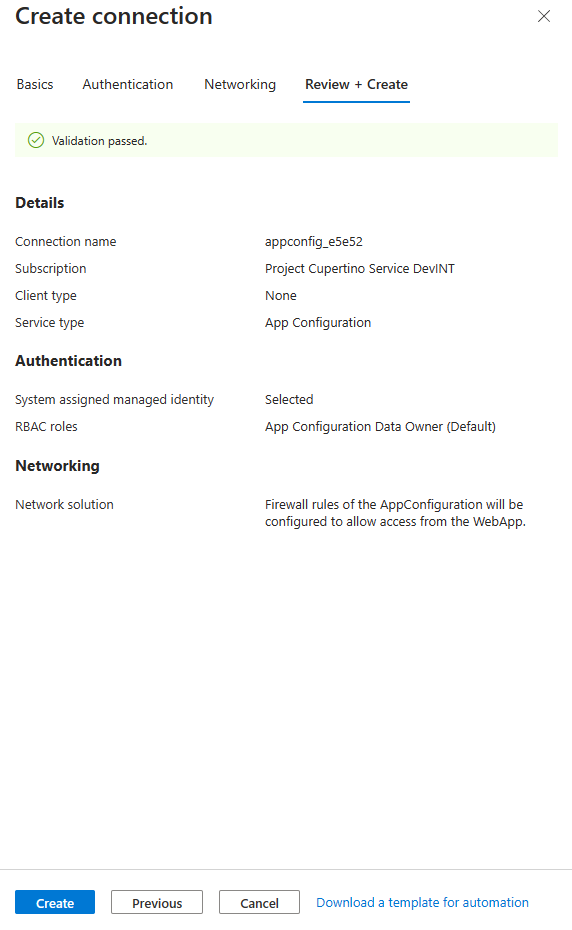 Create connection
Basics Authentication Networking Review + Create
Validation passed.
Details
Connection name appconfig_e5e52
Subscription Project Cupertino Service DevINT
Client type None
Service type App Configuration
Authentication
System assigned managed identity Selected
RBAC roles App Configuration Data Owner (Default)
Networking
Network solution Firewall rules of the AppConfiguration will be
configured to allow access from the WebApp.
Create Previous Cancel Download a template for automation